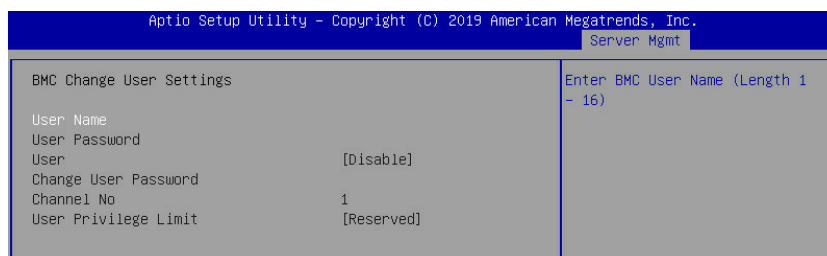 Aptio Setup Utility – Copyright (C) 2019 American Megatrends, Inc.
Server Mgmt
BMC Change User Settings
Enter BMC User Name (Length 1
– 16)
User Name
User Password
User [Disable]
Change User Password
Channel No 1
User Privilege Limit [Reserved]